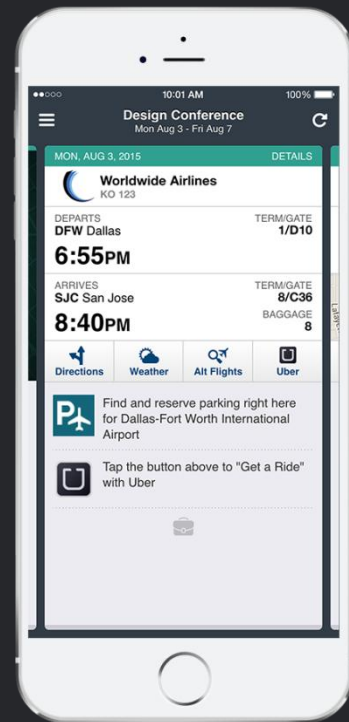 10:01 AM 100%
Design Conference
Mon Aug 3 - Fri Aug 7
MON, AUG 3, 2015 DETAILS
Worldwide Airlines
KO 123
DEPARTS TERM/GATE
DFW Dallas 1/D10
6:55PM
ARRIVES TERM/GATE
SJC San Jose 8/C36
BAGGAGE
8:40PM 8
Directions Weather Alt Flights Uber
Find and reserve parking right here
for Dallas-Fort Worth International
Airport
Tap the button above to "Get a Ride"
with Uber